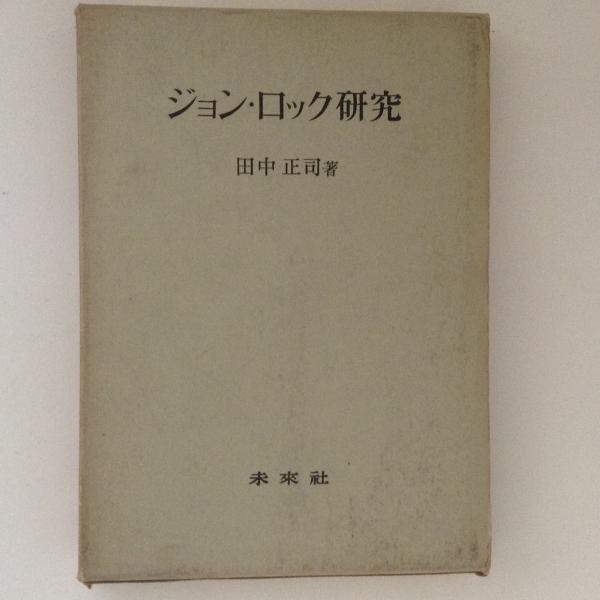 ジョン・ロック研究
田中正司著
未來社